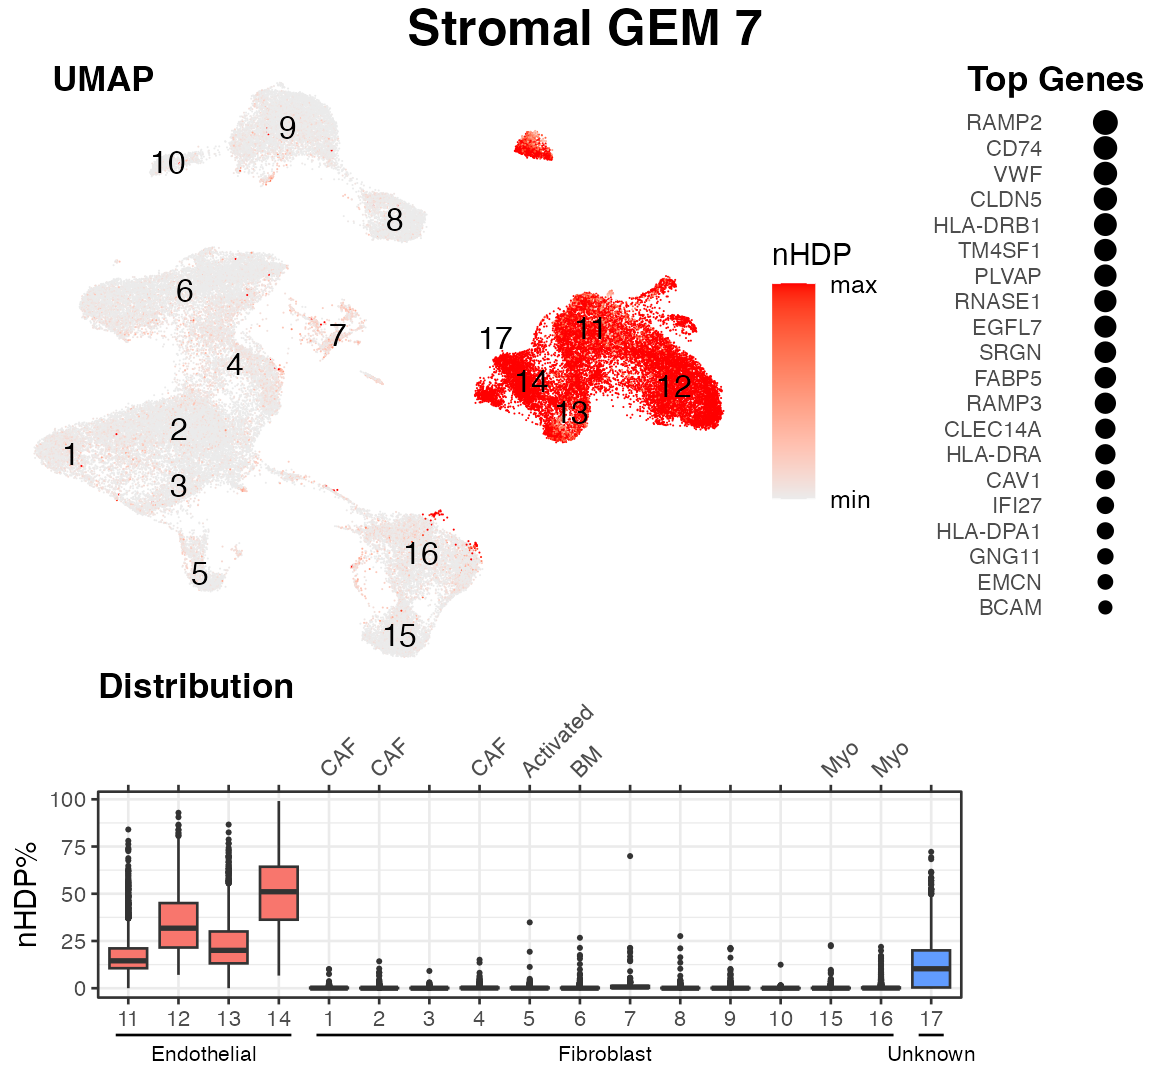 Stromal GEM 7
UMAP
9
10
8
6
7
4
2
1
3
5
16
15
17
11
14
12
13
nHDP
max
min
Top Genes
RAMP2
CD74
VWF
CLDN5
HLA-DRB1
TM4SF1
PLVAP
RNASE1
EGFL7
SRGN
FABP5
RAMP3
CLEC14A
HLA-DRA
CAV1
IFI27
HLA-DPA1
GNG11
EMCN
BCAM
Distribution
CAF CAF CAF Activated BM Myo Myo
nHDP%
100
75
50
25
0
11 12 13 14 1 2 3 4 5 6 7 8 9 10 15 16 17
Endothelial Fibroblast Unknown